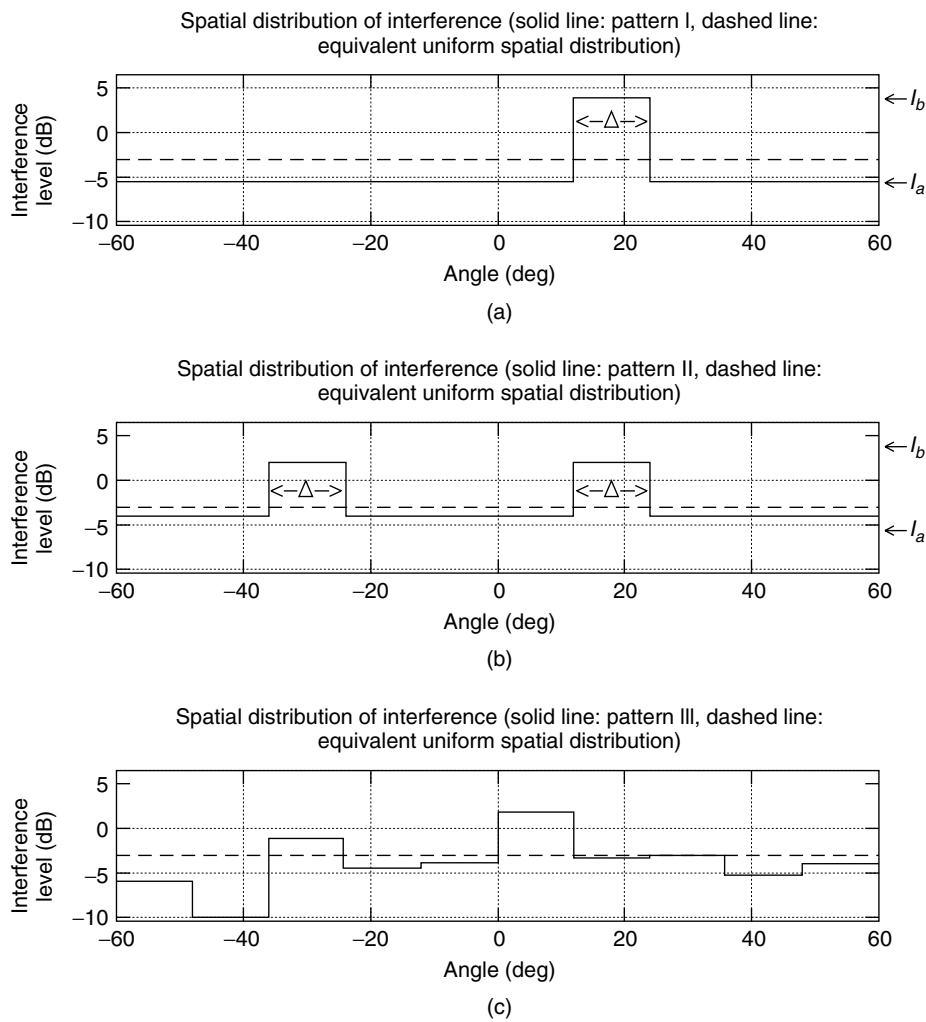 Spatial distribution of interference (solid line: pattern I, dashed line:
equivalent uniform spatial distribution)
Interference
level (dB)
5
0
−5
−10
←Δ→
←I_b
←I_a
−60 −40 −20 0 20 40 60
Angle (deg)
(a)
Spatial distribution of interference (solid line: pattern II, dashed line:
equivalent uniform spatial distribution)
Interference
level (dB)
5
0
−5
−10
←Δ→ ←Δ→
←I_b
←I_a
−60 −40 −20 0 20 40 60
Angle (deg)
(b)
Spatial distribution of interference (solid line: pattern III, dashed line:
equivalent uniform spatial distribution)
Interference
level (dB)
5
0
−5
−10
−60 −40 −20 0 20 40 60
Angle (deg)
(c)